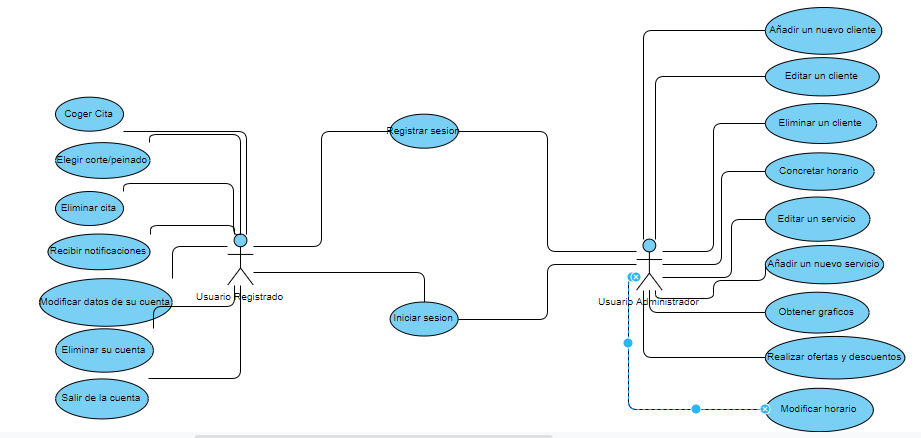 Añadir un nuevo cliente
Editar un cliente
Coger Cita
Eliminar un cliente
Registrar sesion
Elegir corte/peinado
Concretar horario
Eliminar cita
Editar un servicio
Recibir notificaciones
Añadir un nuevo servicio
Usuario Registrado
Modificar datos de su cuenta
Usuario Administrador
Obtener graficos
Iniciar sesion
Eliminar su cuenta
Realizar ofertas y descuentos
Salir de la cuenta
Modificar horario